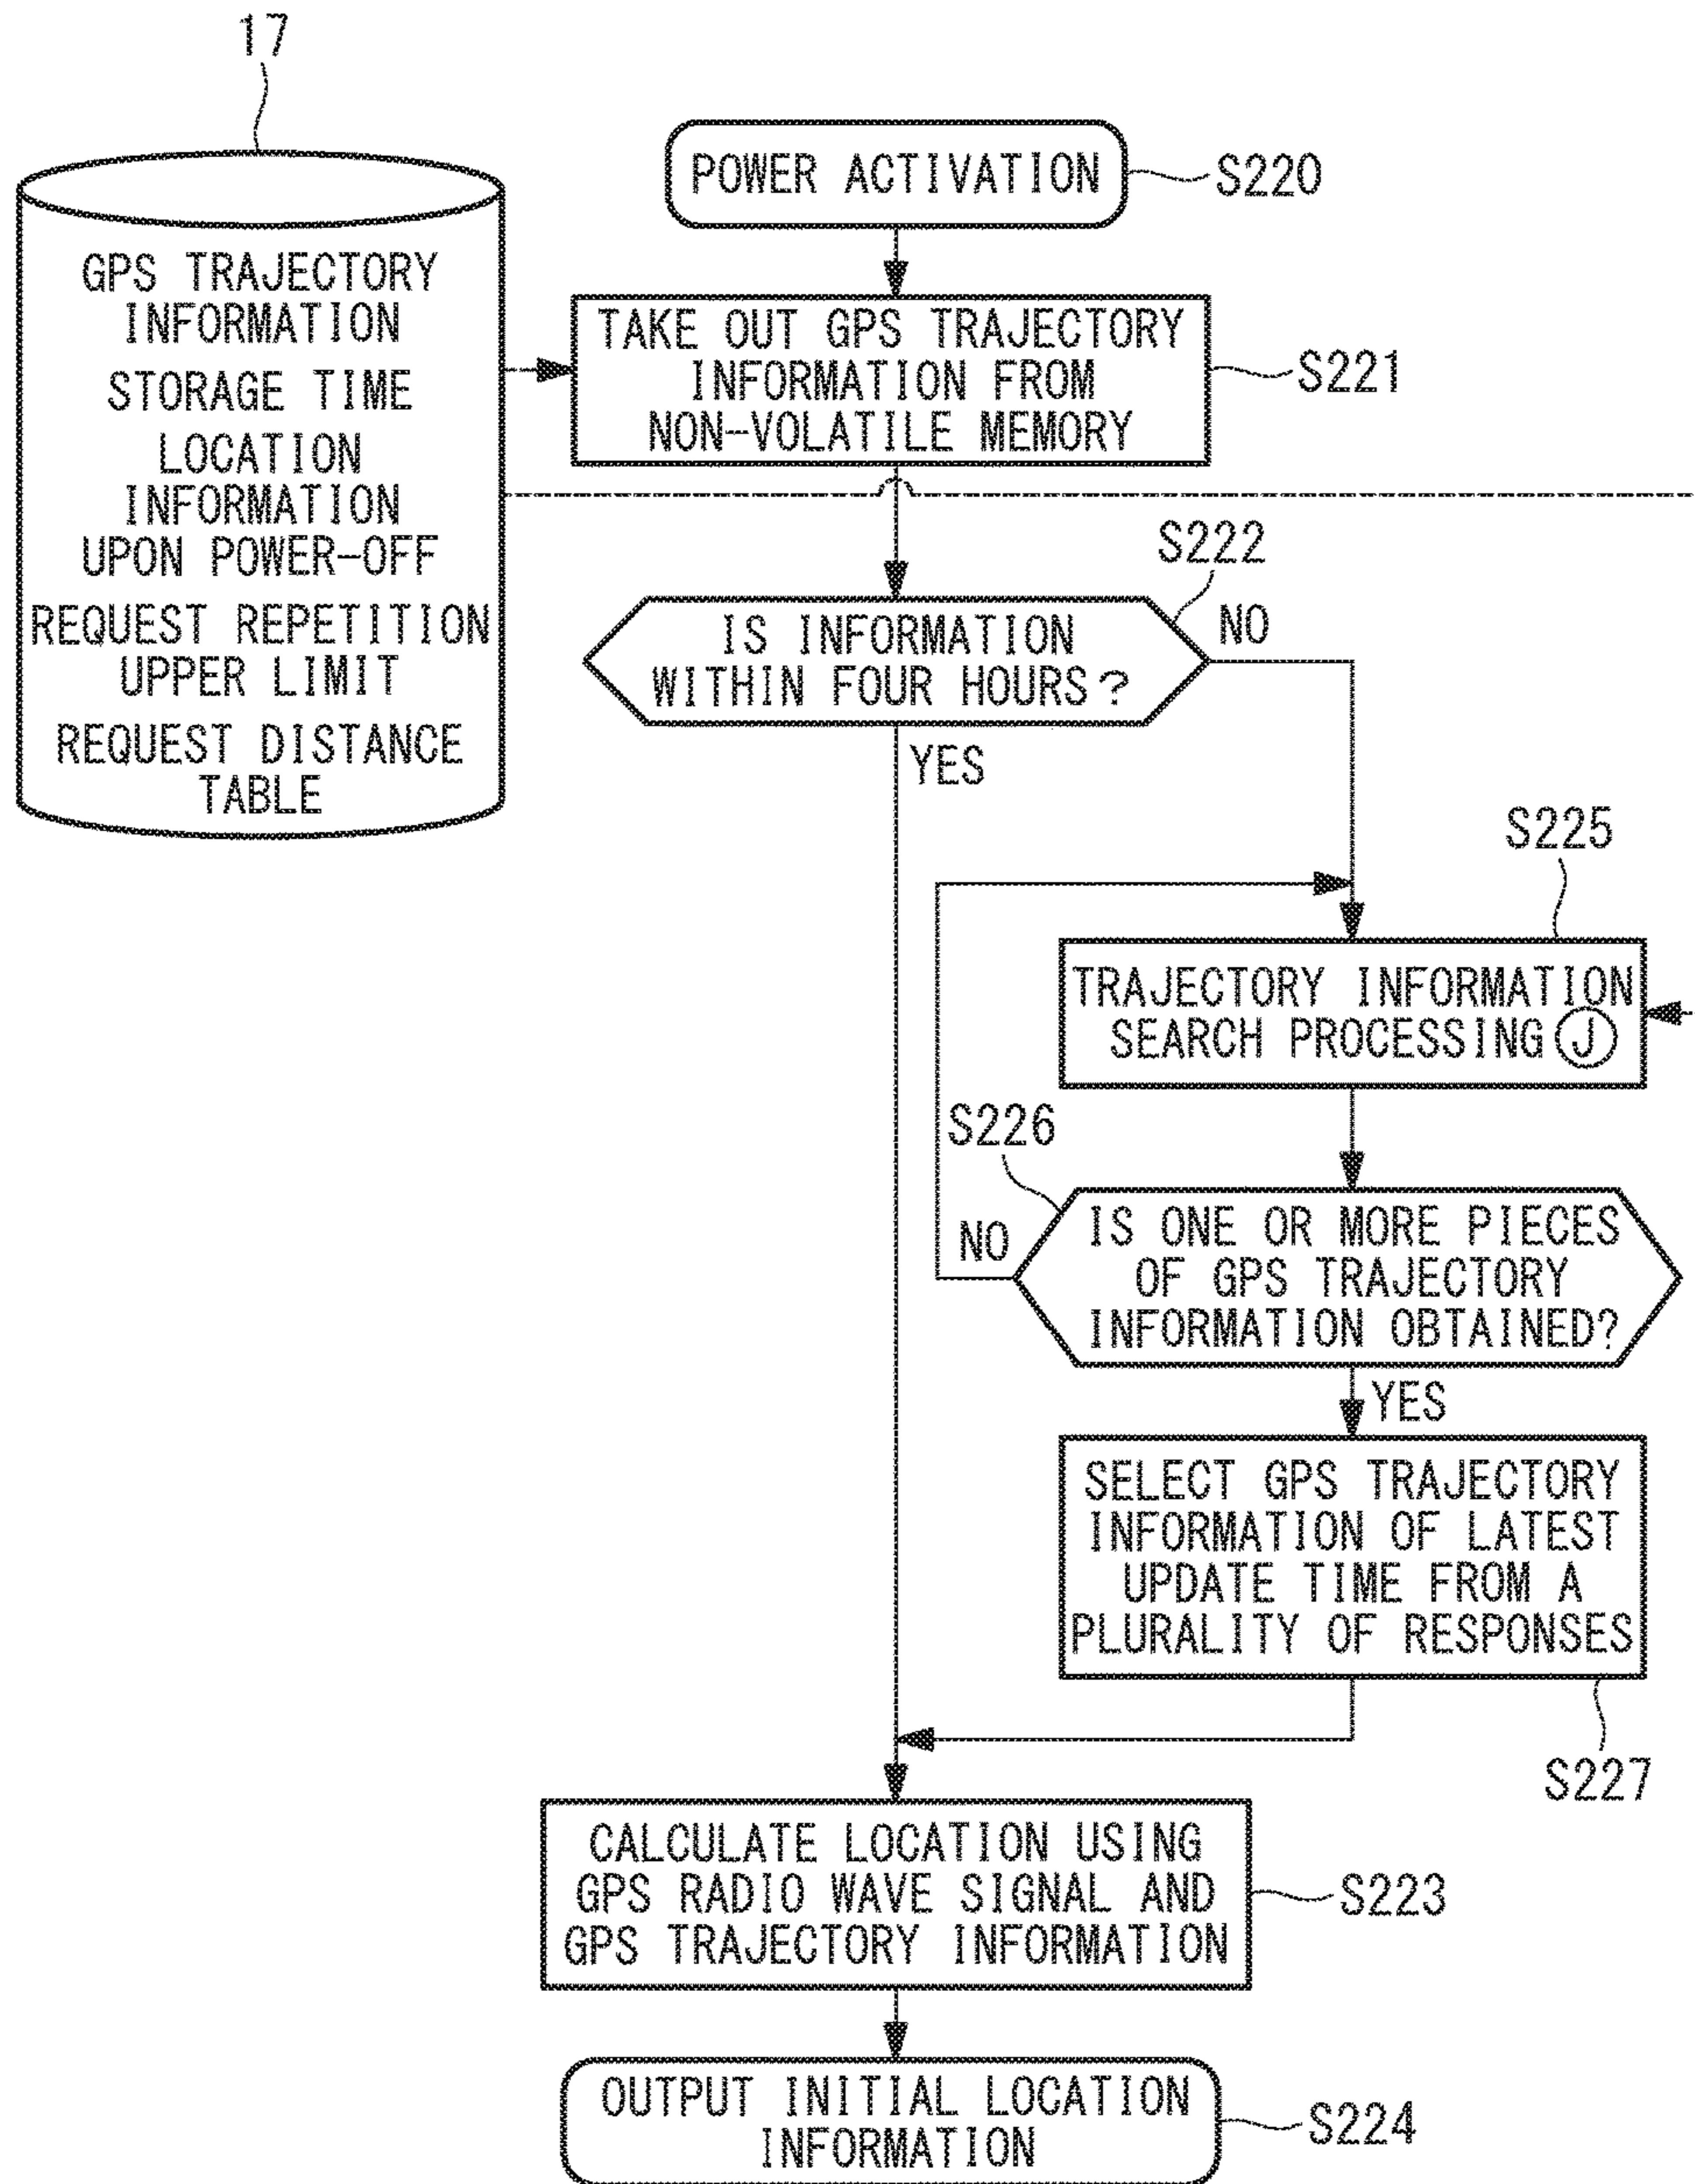 17
GPS TRAJECTORY
INFORMATION
STORAGE TIME
LOCATION
INFORMATION
UPON POWER-OFF
REQUEST REPETITION
UPPER LIMIT
REQUEST DISTANCE
TABLE
POWER ACTIVATION
S220
TAKE OUT GPS TRAJECTORY
INFORMATION FROM
NON-VOLATILE MEMORY
S221
S222
IS INFORMATION
WITHIN FOUR HOURS?
NO
YES
S225
TRAJECTORY INFORMATION
SEARCH PROCESSING J
S226
NO
IS ONE OR MORE PIECES
OF GPS TRAJECTORY
INFORMATION OBTAINED?
YES
SELECT GPS TRAJECTORY
INFORMATION OF LATEST
UPDATE TIME FROM A
PLURALITY OF RESPONSES
S227
CALCULATE LOCATION USING
GPS RADIO WAVE SIGNAL AND
GPS TRAJECTORY INFORMATION
S223
OUTPUT INITIAL LOCATION
INFORMATION
S224